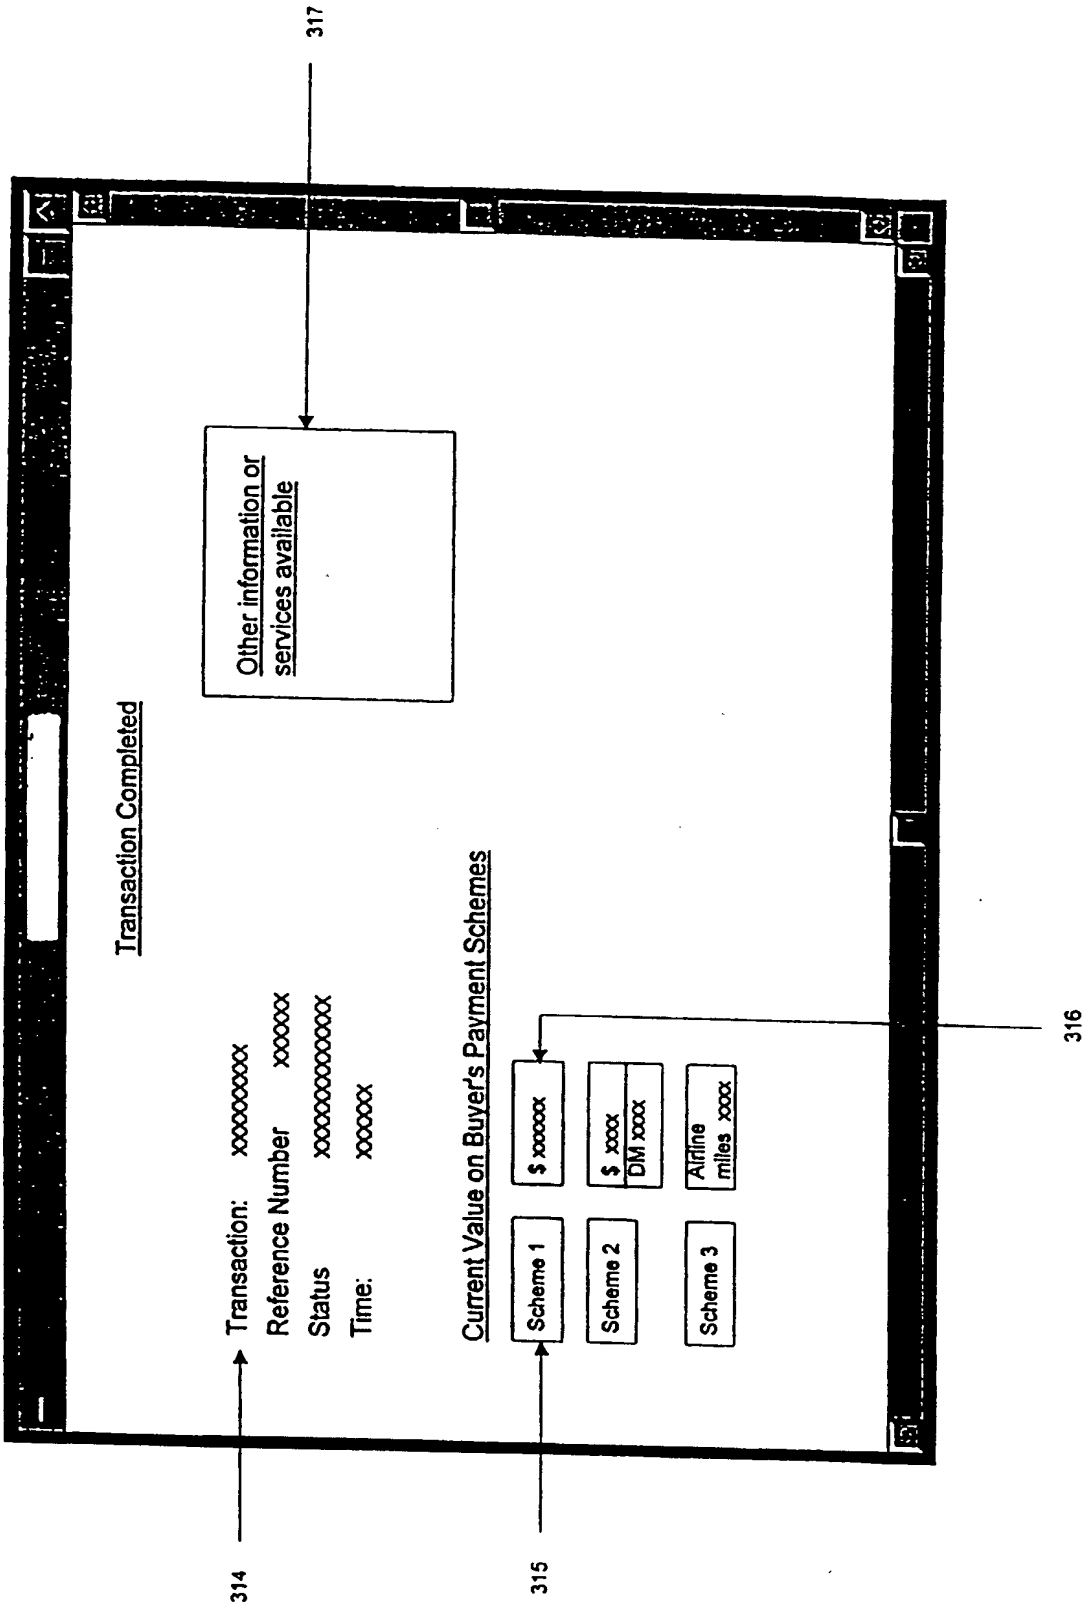 Transaction Completed
314
Transaction: xxxxxxxxx
Reference Number xxxxxx
Status xxxxxxxxxxxxx
Time: xxxxxx
Other information or
services available
317
Current Value on Buyer's Payment Schemes
315
Scheme 1
$ xxxxxx
316
Scheme 2
$ xxxx
DM xxxx
Scheme 3
Airline
miles xxxx